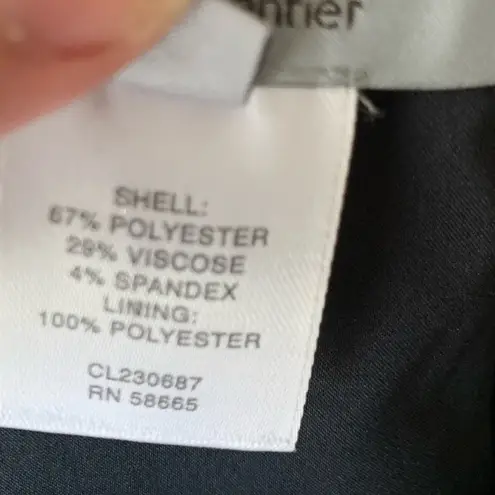 SHELL:
67% POLYESTER
29% VISCOSE
4% SPANDEX
LINING:
100% POLYESTER
CL230687
RN 58665